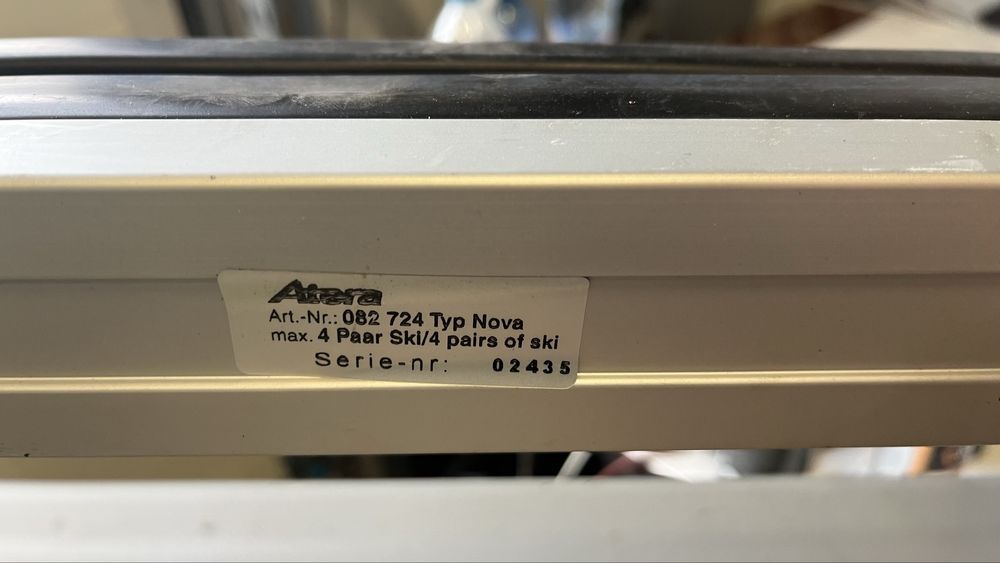 Atera
Art.-Nr.: 082 724 Typ Nova
max. 4 Paar Ski/4 pairs of ski
Serie-nr: 02435